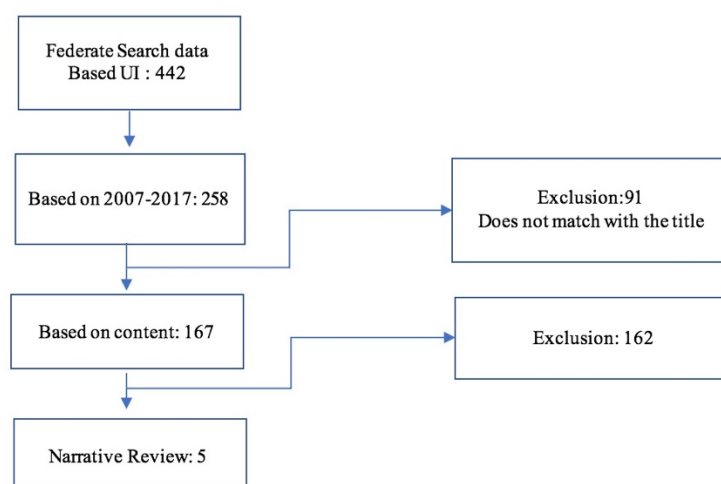 Federate Search data
Based UI : 442
Based on 2007-2017: 258
Exclusion:91
Does not match with the title
Based on content: 167
Exclusion: 162
Narrative Review: 5